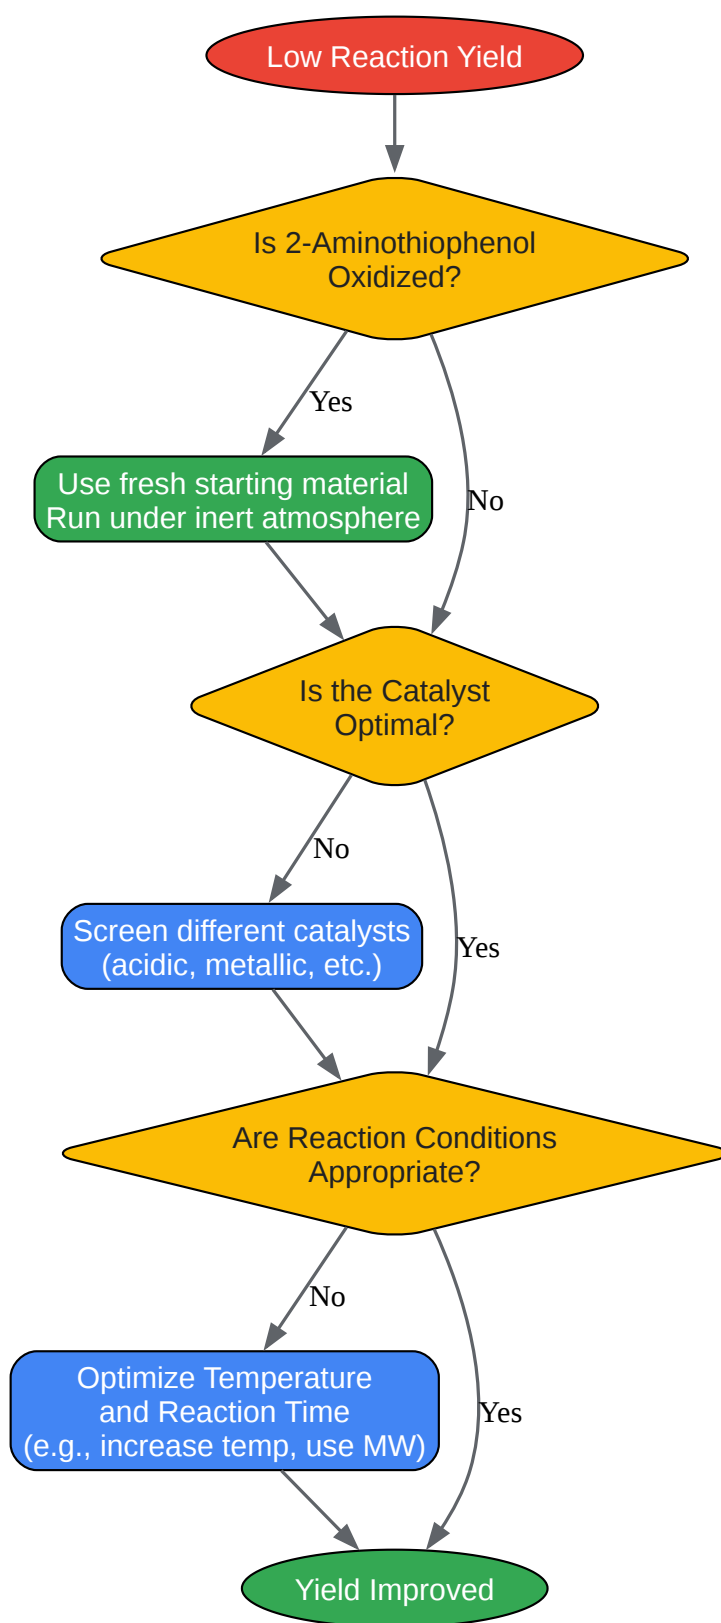 Low Reaction Yield
Is 2-Aminothiophenol
Oxidized?
Yes
Use fresh starting material
Run under inert atmosphere
No
Is the Catalyst
Optimal?
No
Screen different catalysts
(acidic, metallic, etc.)
Yes
Are Reaction Conditions
Appropriate?
No
Optimize Temperature
and Reaction Time
(e.g., increase temp, use MW)
Yes
Yield Improved